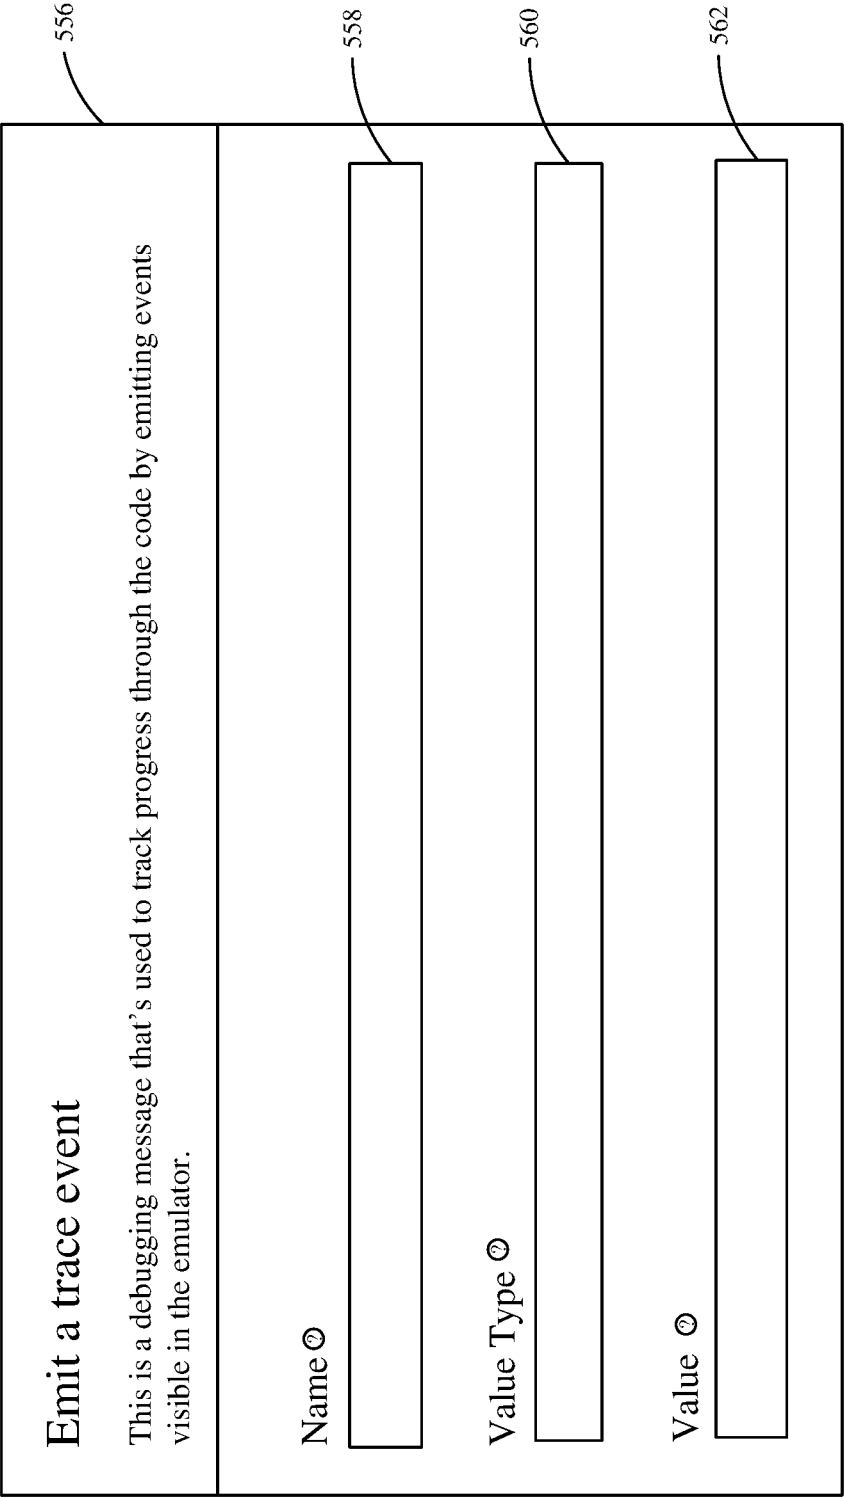 556
Emit a trace event
This is a debugging message that's used to track progress through the code by emitting events
visible in the emulator.
558
Name ?
560
Value Type ?
562
Value ?